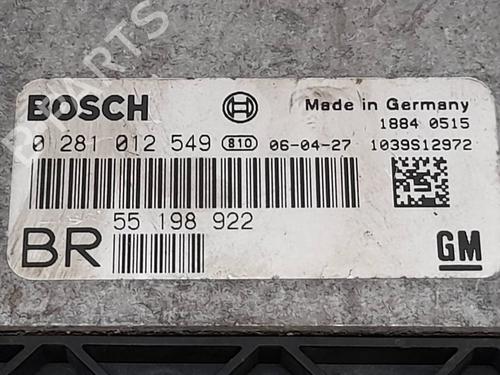 B-PARTS
BOSCH
Made in Germany
1884 0515
0 281 012 549 810 06-04-27 1039S12972
BR 55 198 922
GM